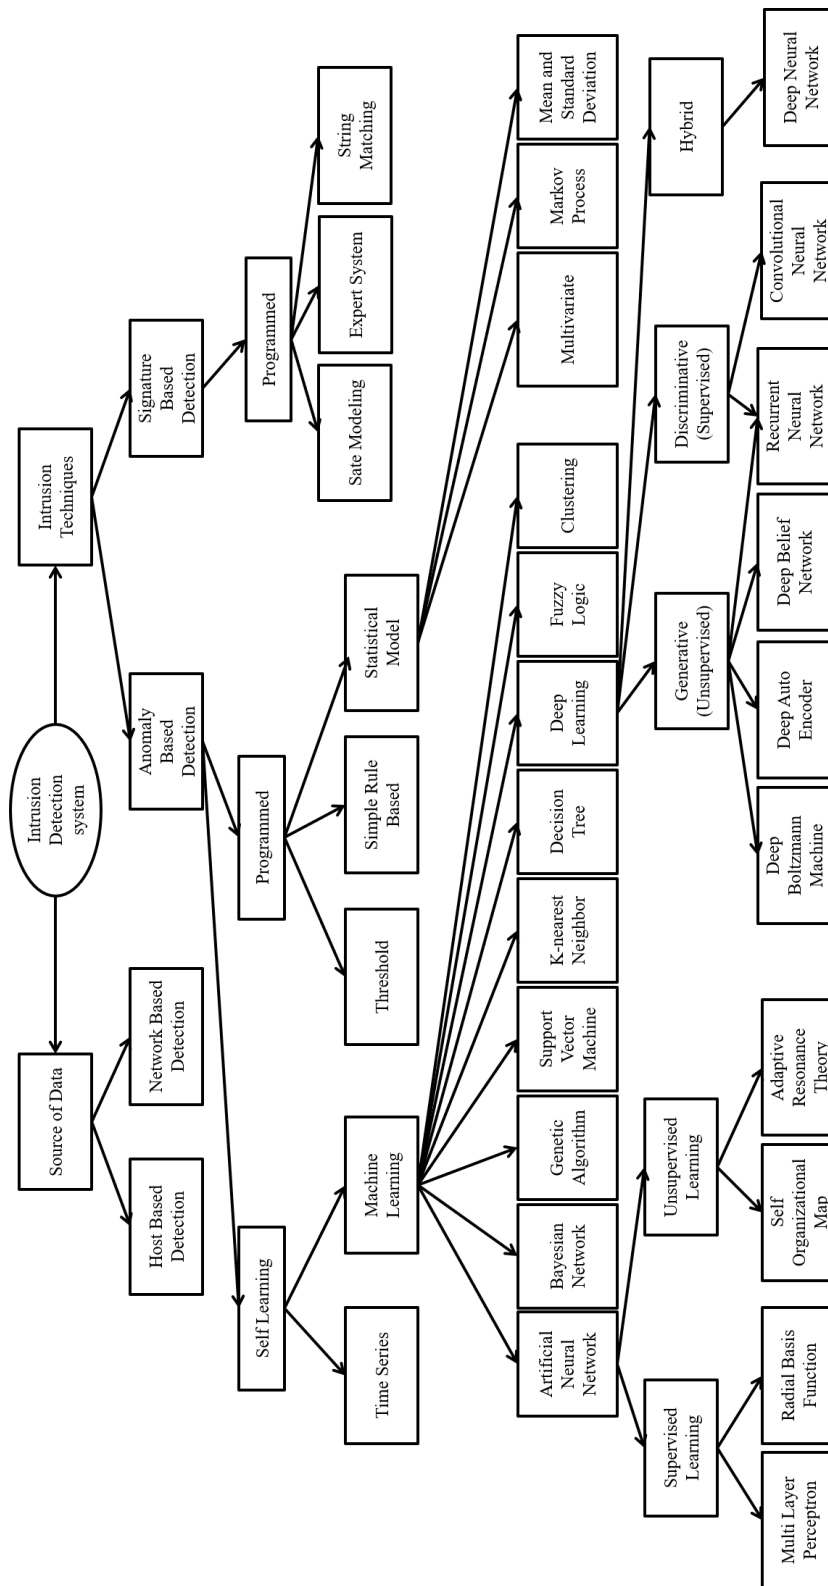 Intrusion
Detection
system
Source of Data
Intrusion
Techniques
Host Based
Detection
Network Based
Detection
Anomaly
Based
Detection
Signature
Based
Detection
Self Learning
Programmed
Programmed
Time Series
Machine
Learning
Threshold
Simple Rule
Based
Statistical
Model
Sate Modeling
Expert System
String
Matching
Artificial
Neural
Network
Bayesian
Network
Genetic
Algorithm
Support
Vector
Machine
K-nearest
Neighbor
Decision
Tree
Deep
Learning
Fuzzy
Logic
Clustering
Multivariate
Markov
Process
Mean and
Standard
Deviation
Supervised
Learning
Unsupervised
Learning
Generative
(Unsupervised)
Discriminative
(Supervised)
Hybrid
Multi Layer
Perceptron
Radial Basis
Function
Self
Organizational
Map
Adaptive
Resonance
Theory
Deep
Boltzmann
Machine
Deep Auto
Encoder
Deep Belief
Network
Recurrent
Neural
Network
Convolutional
Neural
Network
Deep Neural
Network